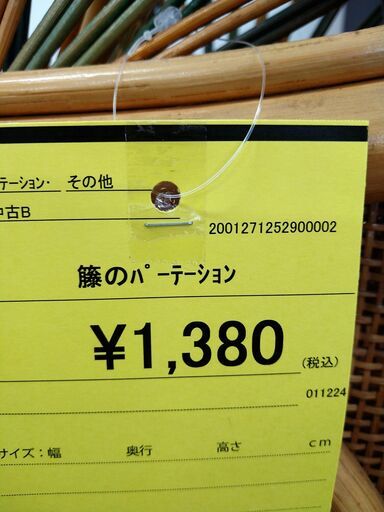 ﾃｰｼｮﾝ･ その他
中古B
2001271252900002
籐のﾊﾟｰﾃｰｼｮﾝ
¥1,380 (税込)
011224
サイズ：幅 奥行 高さ cm